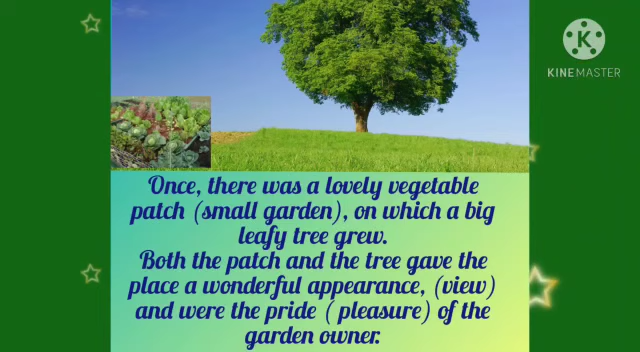 K
KINEMASTER
Once, there was a lovely vegetable
patch (small garden), on which a big
leafy tree grew.
Both the patch and the tree gave the
place a wonderful appearance, (view)
and were the pride ( pleasure) of the
garden owner.